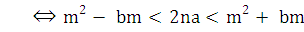 ⇔ m² − bm < 2na < m² + bm